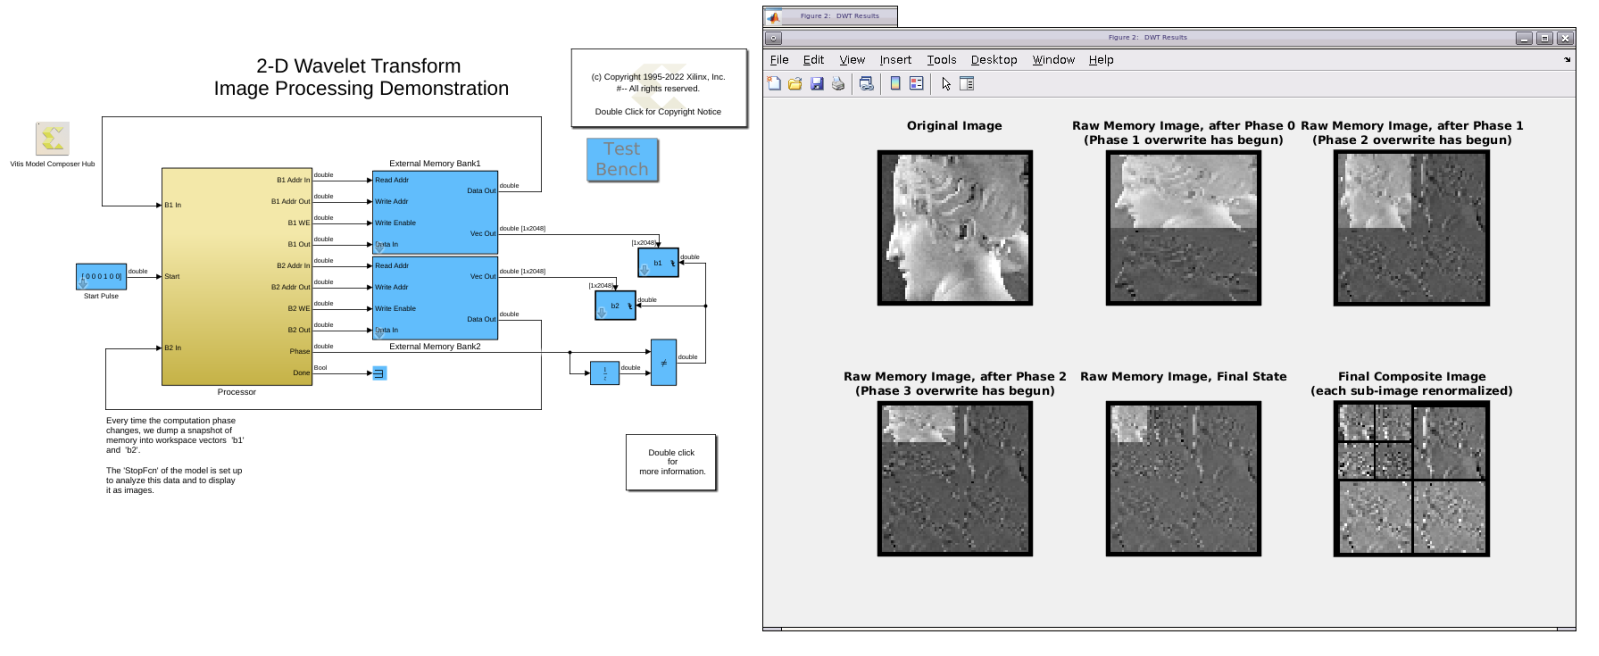 2-D Wavelet Transform
Image Processing Demonstration
(c) Copyright 1995-2022 Xilinx, Inc.
#-- All rights reserved.
Double Click for Copyright Notice
Test
Bench
Vitis Model Composer Hub
External Memory Bank1
B1 In
Start
B2 In
B1 Addr In
B1 Addr Out
B1 WE
B1 Out
B2 Addr In
B2 Addr Out
B2 WE
B2 Out
Phase
Done
Processor
double
double
double
double
double
double
double
double
double
Bool
Read Addr
Write Addr
Write Enable
Data In
Data Out
Vec Out
double
double [1x2048]
Read Addr
Write Addr
Write Enable
Data In
Vec Out
Data Out
double [1x2048]
double
External Memory Bank2
[1x2048]
b1
double
[1x2048]
b2
double
double
≠
double
double
Start Pulse
Every time the computation phase
changes, we dump a snapshot of
memory into workspace vectors 'b1'
and 'b2'.
The 'StopFcn' of the model is set up
to analyze this data and to display
it as images.
Double click
for
more information.
Figure 2: DWT Results
Figure 2: DWT Results
File Edit View Insert Tools Desktop Window Help
Original Image
Raw Memory Image, after Phase 0
(Phase 1 overwrite has begun)
Raw Memory Image, after Phase 1
(Phase 2 overwrite has begun)
Raw Memory Image, after Phase 2
(Phase 3 overwrite has begun)
Raw Memory Image, Final State
Final Composite Image
(each sub-image renormalized)